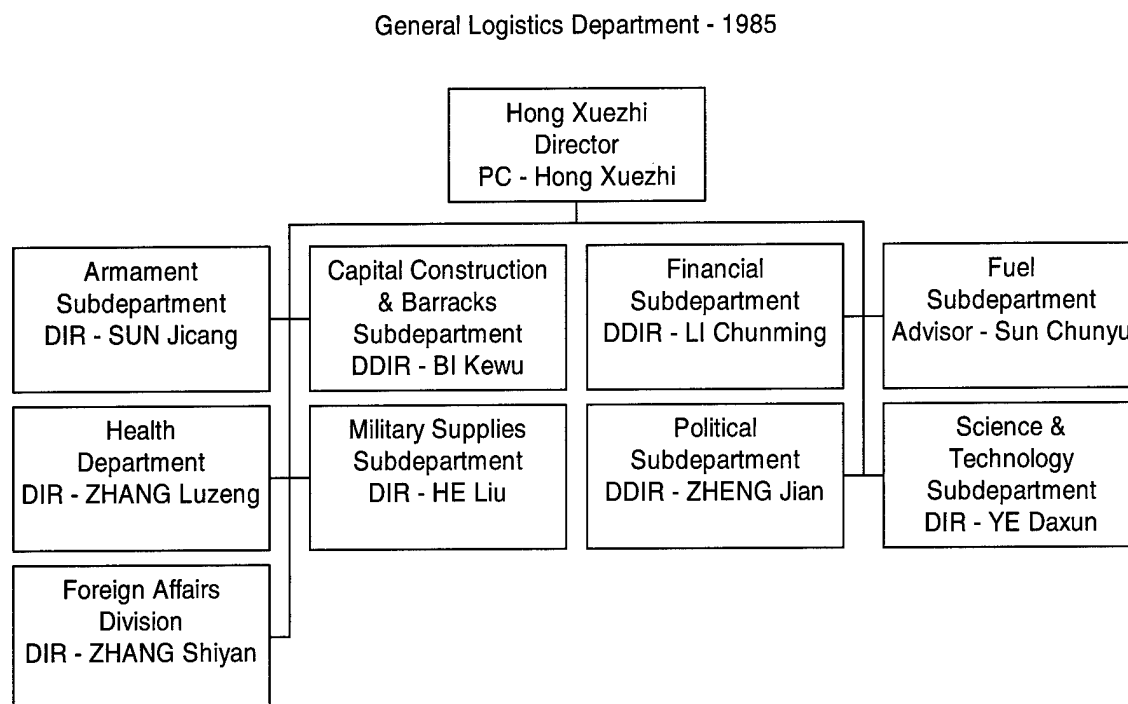 General Logistics Department - 1985
Hong Xuezhi
Director
PC - Hong Xuezhi
Armament
Subdepartment
DIR - SUN Jicang
Capital Construction
& Barracks
Subdepartment
DDIR - BI Kewu
Financial
Subdepartment
DDIR - LI Chunming
Fuel
Subdepartment
Advisor - Sun Chunyu
Health
Department
DIR - ZHANG Luzeng
Military Supplies
Subdepartment
DIR - HE Liu
Political
Subdepartment
DDIR - ZHENG Jian
Science &
Technology
Subdepartment
DIR - YE Daxun
Foreign Affairs
Division
DIR - ZHANG Shiyan